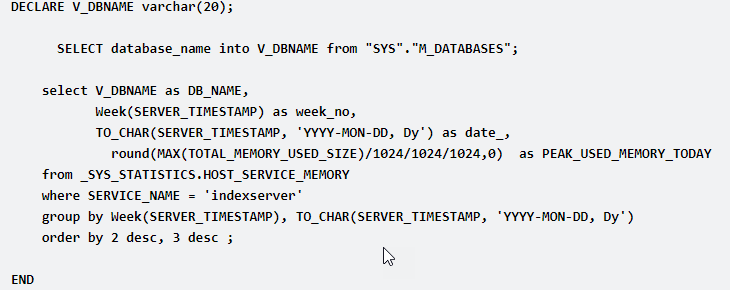 DECLARE V_DBNAME varchar(20);
SELECT database_name into V_DBNAME from "SYS"."M_DATABASES";
select V_DBNAME as DB_NAME,
Week(SERVER_TIMESTAMP) as week_no,
TO_CHAR(SERVER_TIMESTAMP, 'YYYY-MON-DD, Dy') as date_,
round(MAX(TOTAL_MEMORY_USED_SIZE)/1024/1024/1024,0) as PEAK_USED_MEMORY_TODAY
from _SYS_STATISTICS.HOST_SERVICE_MEMORY
where SERVICE_NAME = 'indexserver'
group by Week(SERVER_TIMESTAMP), TO_CHAR(SERVER_TIMESTAMP, 'YYYY-MON-DD, Dy')
order by 2 desc, 3 desc ;
END